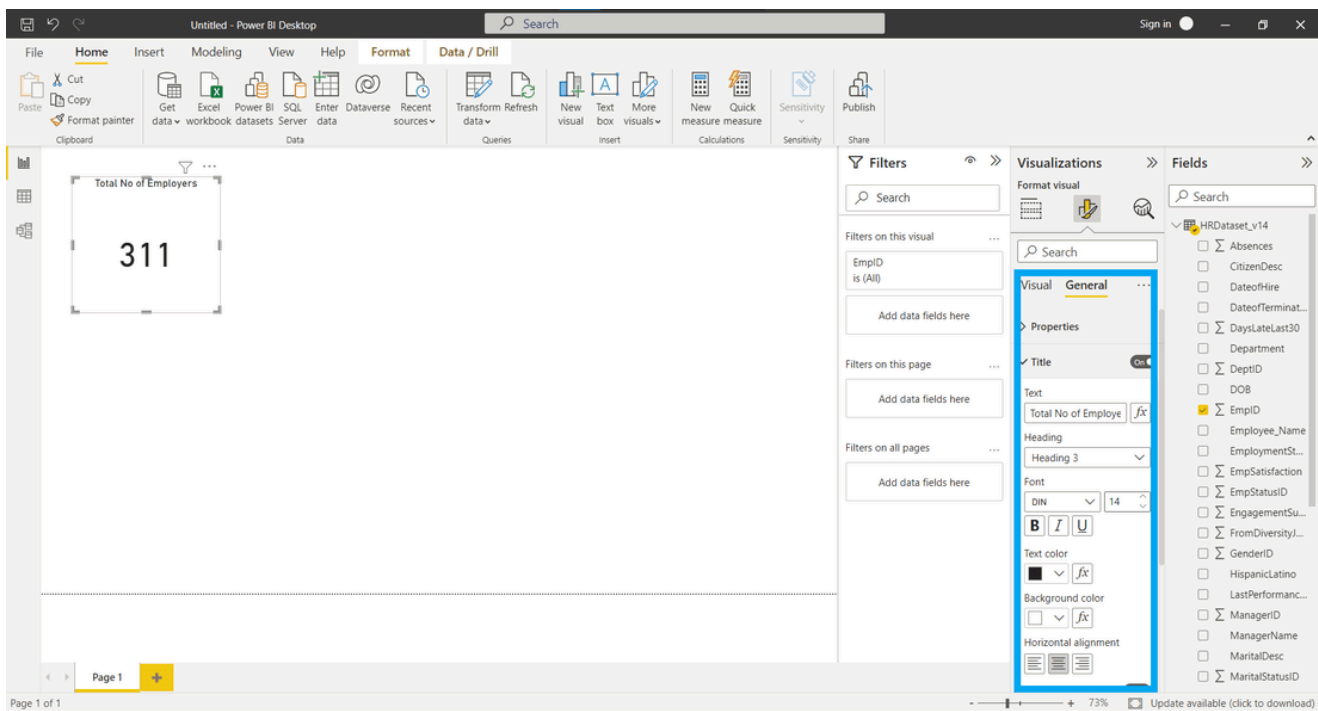 Untitled - Power BI Desktop
Search
Sign in
File Home Insert Modeling View Help Format Data / Drill
Paste
Cut
Copy
Format painter
Clipboard
Get data
Excel workbook
Power BI datasets
SQL Server
Enter data
Dataverse
Recent sources
Data
Transform data
Refresh
Queries
New visual
Text box
A
More visuals
Insert
New measure
Quick measure
Calculations
Sensitivity
Sensitivity
Publish
Share
Total No of Employers
311
Filters
Search
Filters on this visual
EmpID
is (All)
Add data fields here
Filters on this page
Add data fields here
Filters on all pages
Add data fields here
Visualizations
Format visual
Search
Visual General
Properties
Title
On
Text
Total No of Employe
fx
Heading
Heading 3
Font
DIN
14
B I U
Text color
fx
Background color
fx
Horizontal alignment
Fields
Search
HRDataset_v14
∑ Absences
CitizenDesc
DateofHire
DateofTerminat...
∑ DaysLateLast30
Department
∑ DeptID
DOB
∑ EmpID
Employee_Name
EmploymentSt...
∑ EmpSatisfaction
∑ EmpStatusID
∑ EngagementSu...
∑ FromDiversityJ...
∑ GenderID
HispanicLatino
LastPerformanc...
∑ ManagerID
ManagerName
MaritalDesc
∑ MaritalStatusID
Page 1
+
Page 1 of 1
- + 73%
Update available (click to download)